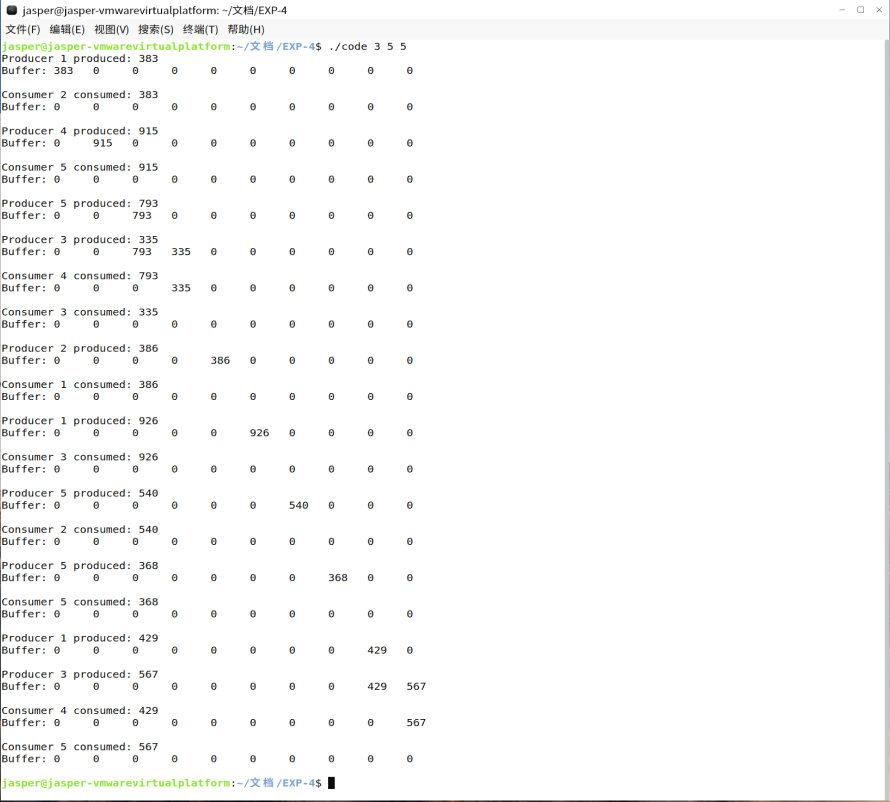 jasper@jasper-vmwarevirtualplatform: ~/文档/EXP-4
文件(F) 编辑(E) 视图(V) 搜索(S) 终端(T) 帮助(H)
jasper@jasper-vmwarevirtualplatform:~/文档/EXP-4$ ./code 3 5 5
Producer 1 produced: 383
Buffer: 383 0 0 0 0 0 0 0 0 0
Consumer 2 consumed: 383
Buffer: 0 0 0 0 0 0 0 0 0 0
Producer 4 produced: 915
Buffer: 0 915 0 0 0 0 0 0 0 0
Consumer 5 consumed: 915
Buffer: 0 0 0 0 0 0 0 0 0 0
Producer 5 produced: 793
Buffer: 0 0 793 0 0 0 0 0 0 0
Producer 3 produced: 335
Buffer: 0 0 793 335 0 0 0 0 0 0
Consumer 4 consumed: 793
Buffer: 0 0 0 335 0 0 0 0 0 0
Consumer 3 consumed: 335
Buffer: 0 0 0 0 0 0 0 0 0 0
Producer 2 produced: 386
Buffer: 0 0 0 0 386 0 0 0 0 0
Consumer 1 consumed: 386
Buffer: 0 0 0 0 0 0 0 0 0 0
Producer 1 produced: 926
Buffer: 0 0 0 0 0 926 0 0 0 0
Consumer 3 consumed: 926
Buffer: 0 0 0 0 0 0 0 0 0 0
Producer 5 produced: 540
Buffer: 0 0 0 0 0 0 540 0 0 0
Consumer 2 consumed: 540
Buffer: 0 0 0 0 0 0 0 0 0 0
Producer 5 produced: 368
Buffer: 0 0 0 0 0 0 0 368 0 0
Consumer 5 consumed: 368
Buffer: 0 0 0 0 0 0 0 0 0 0
Producer 1 produced: 429
Buffer: 0 0 0 0 0 0 0 0 429 0
Producer 3 produced: 567
Buffer: 0 0 0 0 0 0 0 0 429 567
Consumer 4 consumed: 429
Buffer: 0 0 0 0 0 0 0 0 0 567
Consumer 5 consumed: 567
Buffer: 0 0 0 0 0 0 0 0 0 0
jasper@jasper-vmwarevirtualplatform:~/文档/EXP-4$